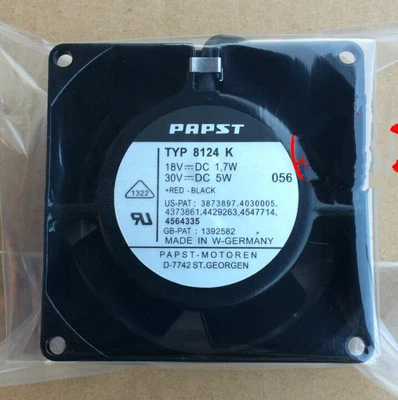 PAPST
TYP 8124 K
18V⎓DC 1.7W
30V⎓DC 5W 056
+RED - BLACK
1322
US-PAT: 3873897.4030005.
4373861.4429263.4547714.
4564335
GB-PAT: 1392582
MADE IN W-GERMANY
PAPST-MOTOREN
D-7742 ST.GEORGEN